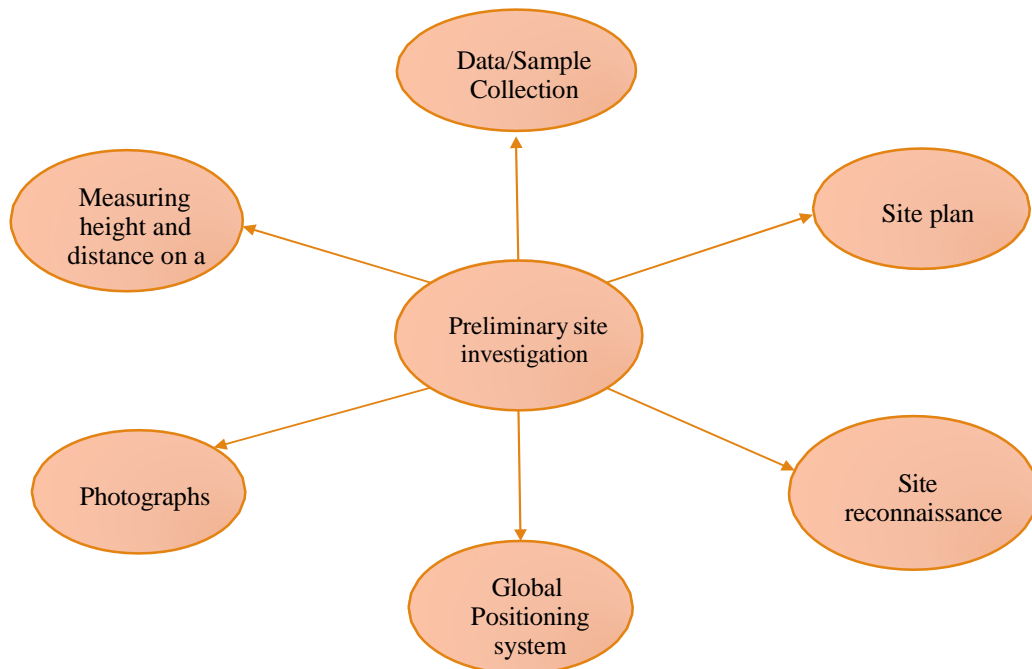 Data/Sample
Collection
Measuring
height and
distance on a
Site plan
Preliminary site
investigation
Photographs
Site
reconnaissance
Global
Positioning
system